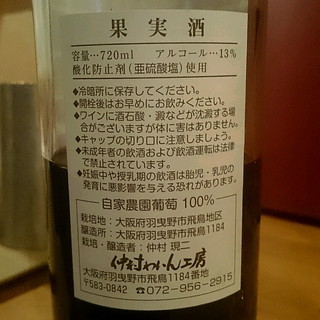 果実酒
容量…720ml　アルコール…13%
酸化防止剤(亜硫酸塩)使用
◆冷暗所に保存してください。
◆開栓後はお早めにお飲みください。
◆ワインに酒石酸・澱などが沈澱する場
合がございますが体に害はありません。
◆キャップの切り口に注意しましょう。
◆未成年者の飲酒および飲酒運転は法律
で禁止されています。
◆妊娠中や授乳期の飲酒は胎児・乳児の
発育に悪影響を与える恐れがあります。
自家農園葡萄 100%
栽培地：大阪府羽曳野市飛鳥地区
醸造所：大阪府羽曳野市飛鳥1184
栽培・醸造者：仲村 現二
仲村わいん工房
大阪府羽曳野市飛鳥1184番地
〒583-0842　☎072-956-2915